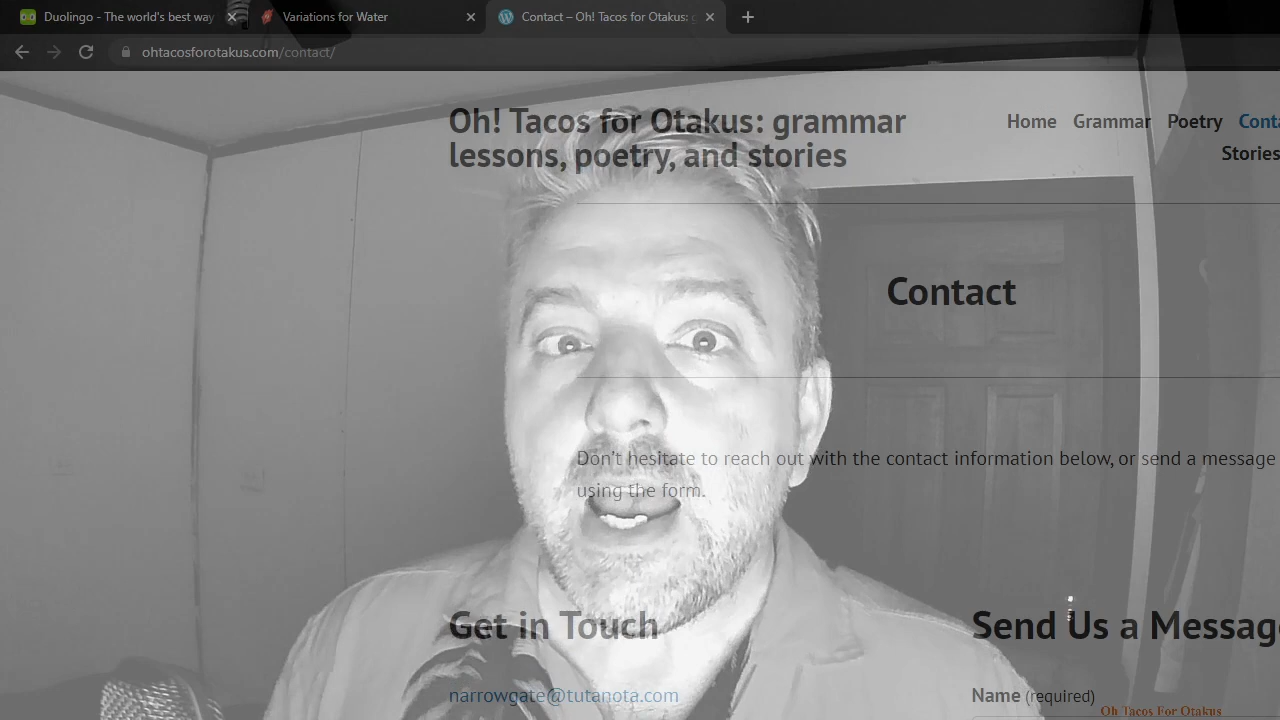 Duolingo - The world's best way
Variations for Water
Contact – Oh! Tacos for Otakus: g
ohtacosforotakus.com/contact/
Oh! Tacos for Otakus: grammar
lessons, poetry, and stories
Home Grammar Poetry Conta
Stories
Contact
Don't hesitate to reach out with the contact information below, or send a message
using the form.
Get in Touch
Send Us a Message
narrowgate@tutanota.com
Name (required)
Oh Tacos For Otakus